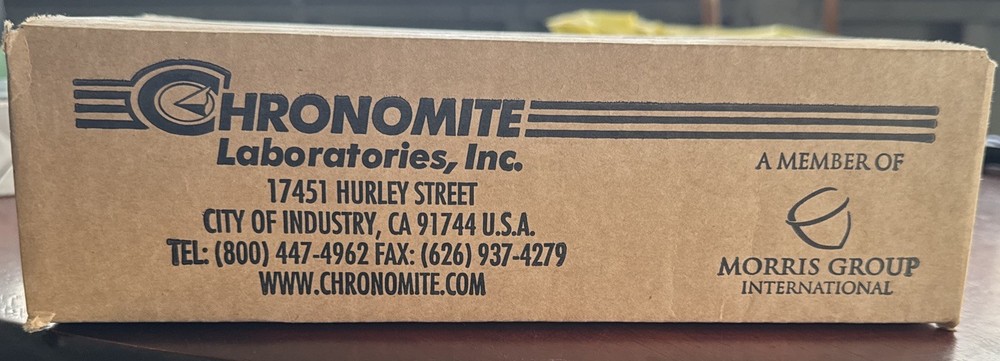 CHRONOMITE
Laboratories, Inc.
17451 HURLEY STREET
CITY OF INDUSTRY, CA 91744 U.S.A.
TEL: (800) 447-4962 FAX: (626) 937-4279
WWW.CHRONOMITE.COM
A MEMBER OF
MORRIS GROUP
INTERNATIONAL